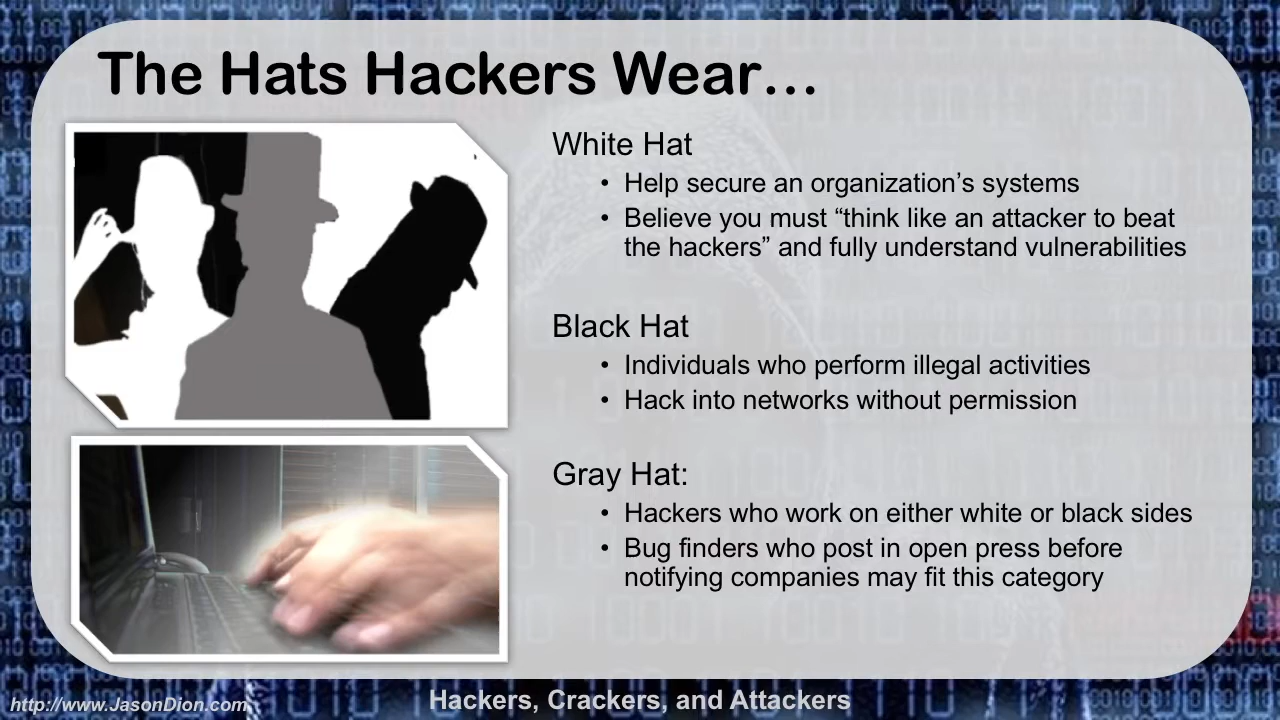 The Hats Hackers Wear…
White Hat
• Help secure an organization’s systems
• Believe you must “think like an attacker to beat
the hackers” and fully understand vulnerabilities
Black Hat
• Individuals who perform illegal activities
• Hack into networks without permission
Gray Hat:
• Hackers who work on either white or black sides
• Bug finders who post in open press before
notifying companies may fit this category
http://www.JasonDion.com
Hackers, Crackers, and Attackers